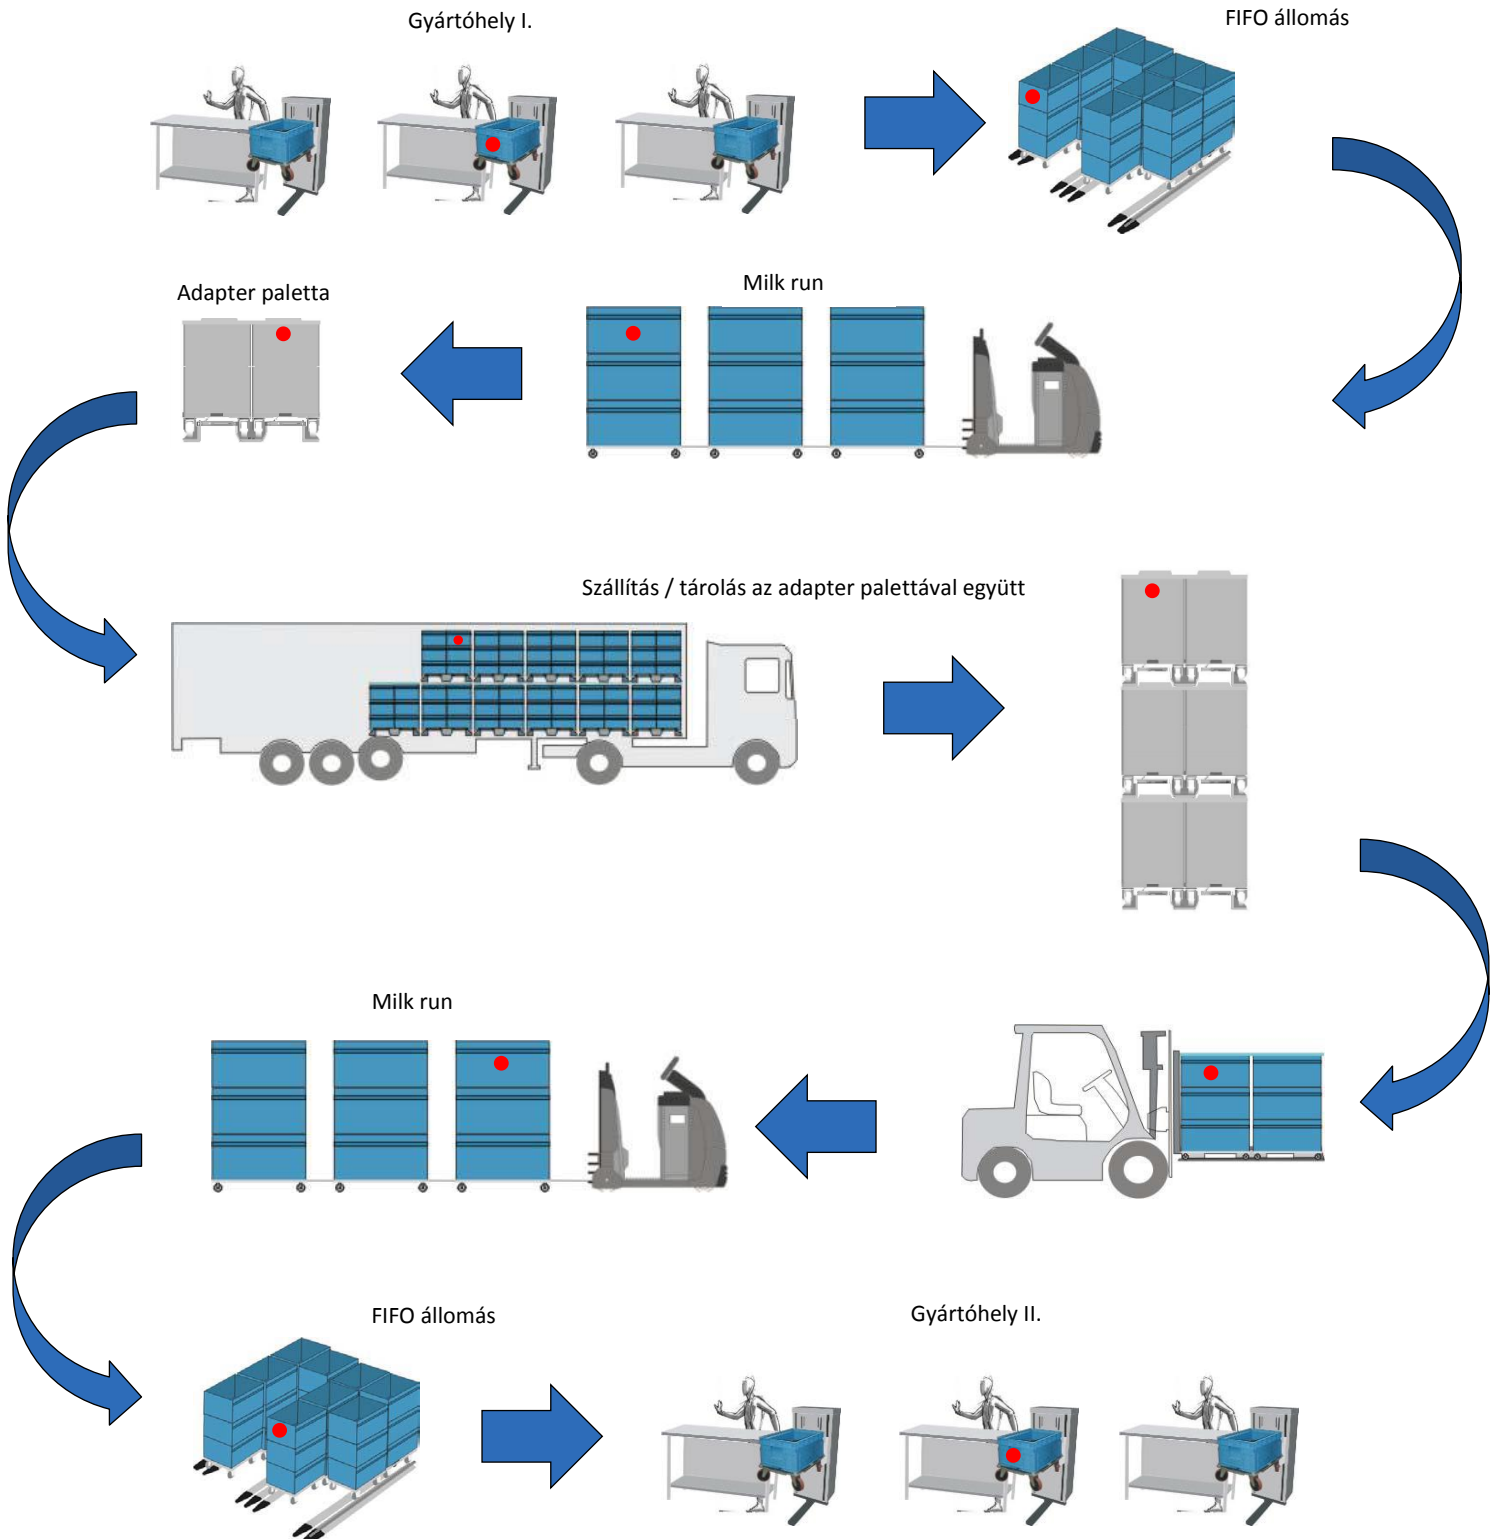 Gyártóhely I.
FIFO állomás
Adapter paletta
Milk run
Szállítás / tárolás az adapter palettával együtt
Milk run
FIFO állomás
Gyártóhely II.